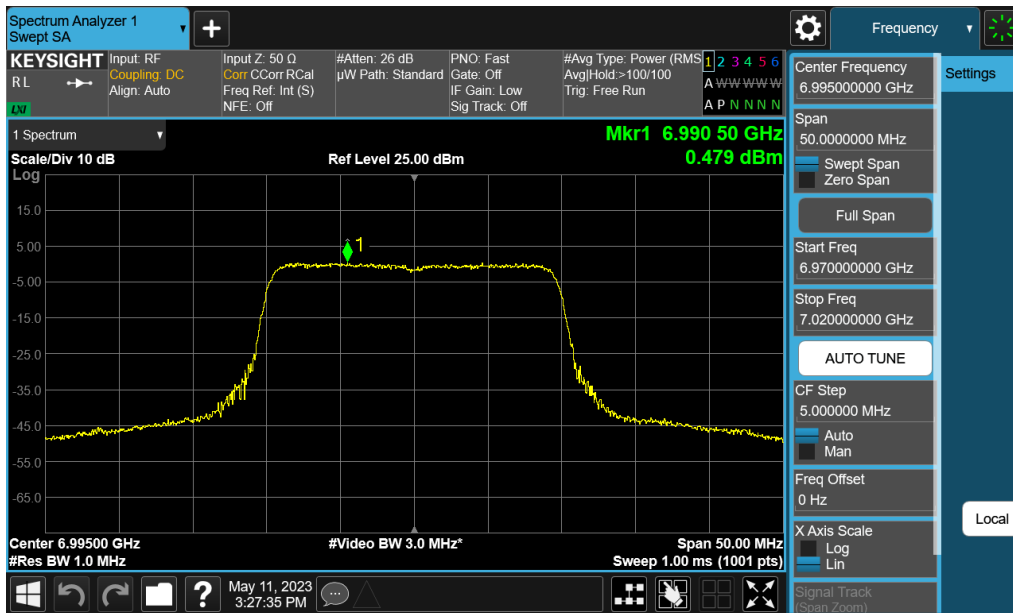 Spectrum Analyzer 1
Swept SA
+
Frequency
KEYSIGHT
RL
LXI
Input: RF
Coupling: DC
Align: Auto
Input Z: 50 Ω
Corr CCorr RCal
Freq Ref: Int (S)
NFE: Off
#Atten: 26 dB
µW Path: Standard
PNO: Fast
Gate: Off
IF Gain: Low
Sig Track: Off
#Avg Type: Power (RMS
Avg|Hold:>100/100
Trig: Free Run
1 2 3 4 5 6
A W W W W W
A P N N N N
1 Spectrum
Mkr1 6.990 50 GHz
Scale/Div 10 dB
Ref Level 25.00 dBm
0.479 dBm
Log
15.0
5.00
-5.00
-15.0
-25.0
-35.0
-45.0
-55.0
-65.0
1
Center 6.99500 GHz
#Video BW 3.0 MHz*
Span 50.00 MHz
#Res BW 1.0 MHz
Sweep 1.00 ms (1001 pts)
Center Frequency
6.995000000 GHz
Settings
Span
50.0000000 MHz
Swept Span
Zero Span
Full Span
Start Freq
6.970000000 GHz
Stop Freq
7.020000000 GHz
AUTO TUNE
CF Step
5.000000 MHz
Auto
Man
Freq Offset
0 Hz
X Axis Scale
Log
Lin
Local
Signal Track
(Span Zoom)
?
May 11, 2023
3:27:35 PM